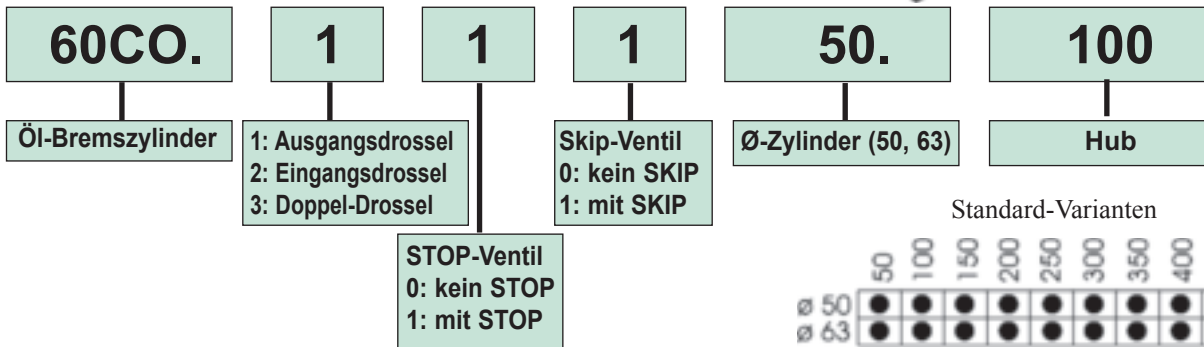 60CO. 1 1 1 50. 100
Öl-Bremszylinder
1: Ausgangsdrossel
2: Eingangsdrossel
3: Doppel-Drossel
STOP-Ventil
0: kein STOP
1: mit STOP
Skip-Ventil
0: kein SKIP
1: mit SKIP
Ø-Zylinder (50, 63)
Hub
Standard-Varianten
50 100 150 200 250 300 350 400
ø 50
ø 63